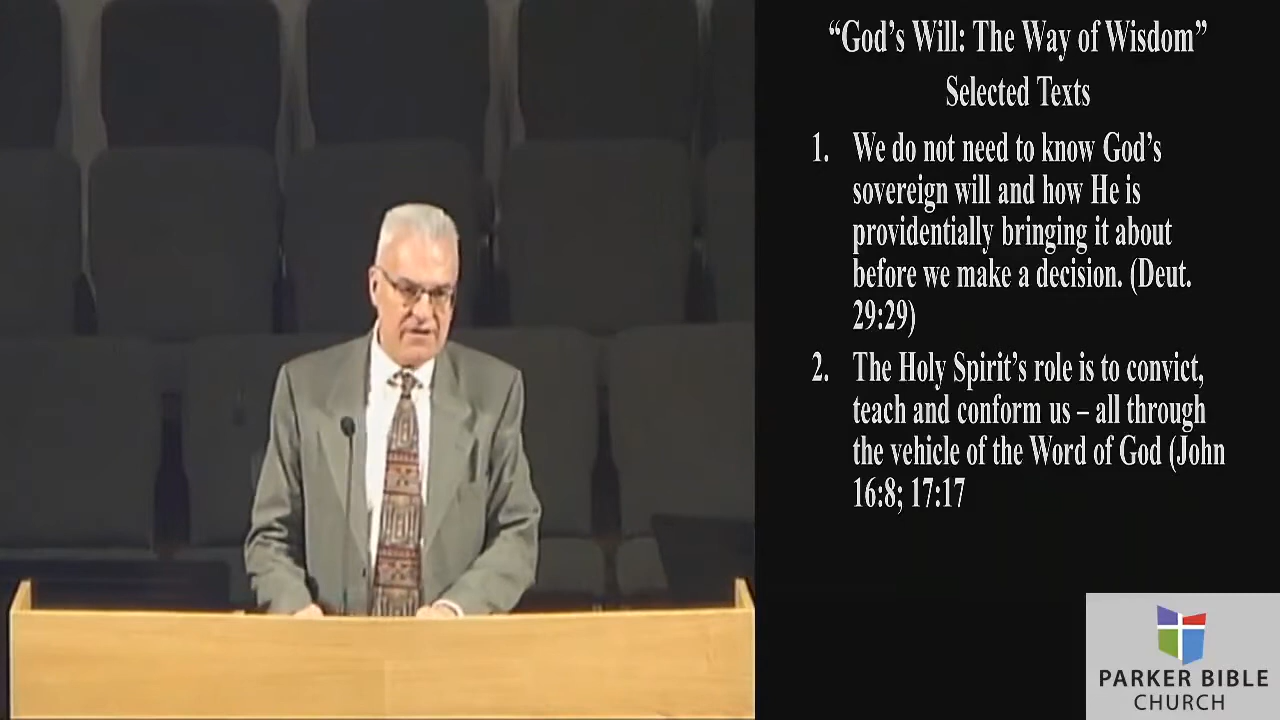 “God’s Will: The Way of Wisdom”
Selected Texts
1. We do not need to know God’s
sovereign will and how He is
providentially bringing it about
before we make a decision. (Deut.
29:29)
2. The Holy Spirit’s role is to convict,
teach and conform us – all through
the vehicle of the Word of God (John
16:8; 17:17
PARKER BIBLE
CHURCH